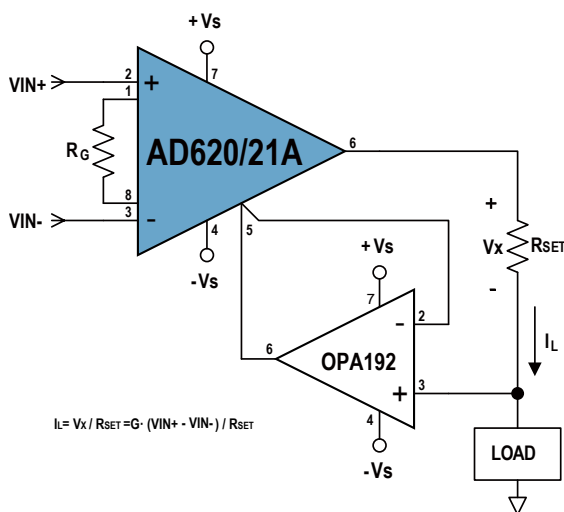 +Vs
7
VIN+
2
+
1
RG
AD620/21A
6
8
VIN-
3
-
4
5
-Vs
+
Vx
RSET
-
+Vs
7
-
2
6
OPA192
IL
+
3
4
-Vs
IL= VX / RSET =G· (VIN+ - VIN-) / RSET
LOAD